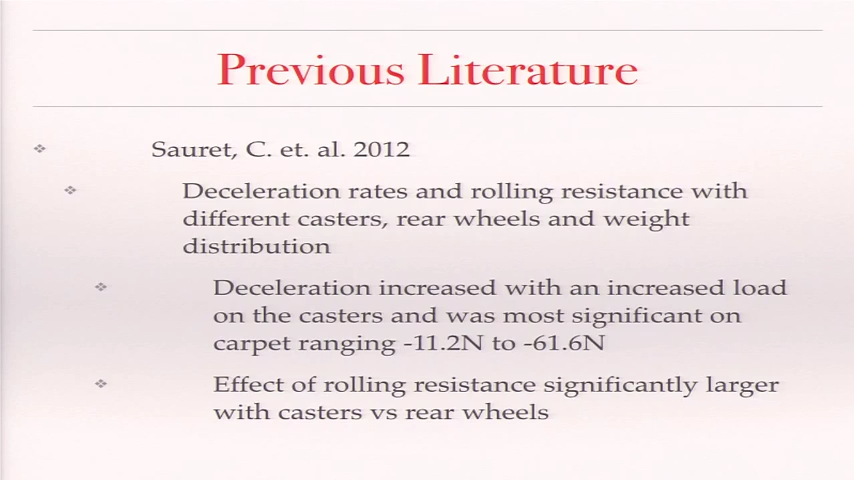 Previous Literature
Sauret, C. et. al. 2012
Deceleration rates and rolling resistance with
different casters, rear wheels and weight
distribution
Deceleration increased with an increased load
on the casters and was most significant on
carpet ranging -11.2N to -61.6N
Effect of rolling resistance significantly larger
with casters vs rear wheels